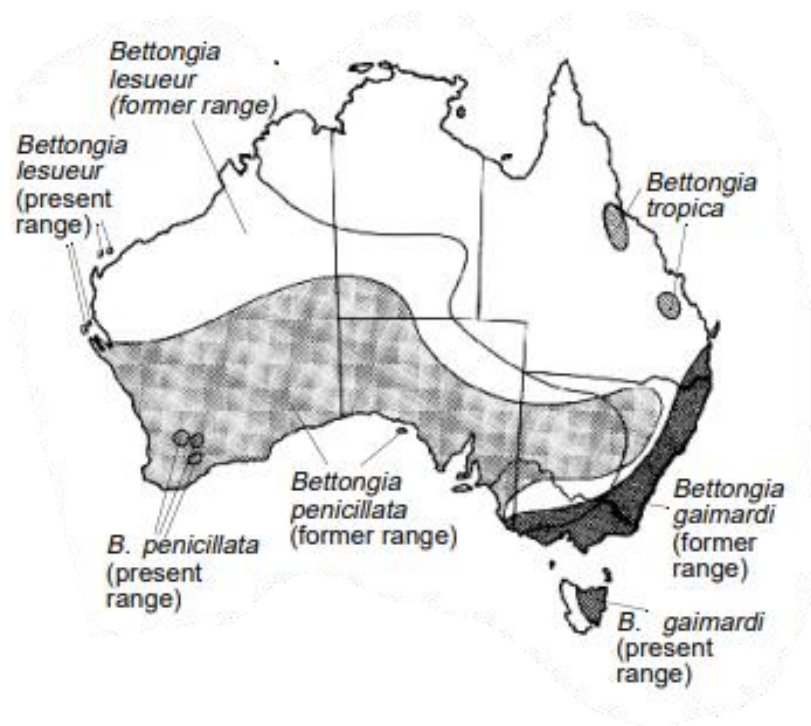 Bettongia
lesueur
(former range)
Bettongia
lesueur
(present
range)
Bettongia
tropica
Bettongia
penicillata
(former range)
B. penicillata
(present
range)
Bettongia
gaimardi
(former
range)
B. gaimardi
(present
range)